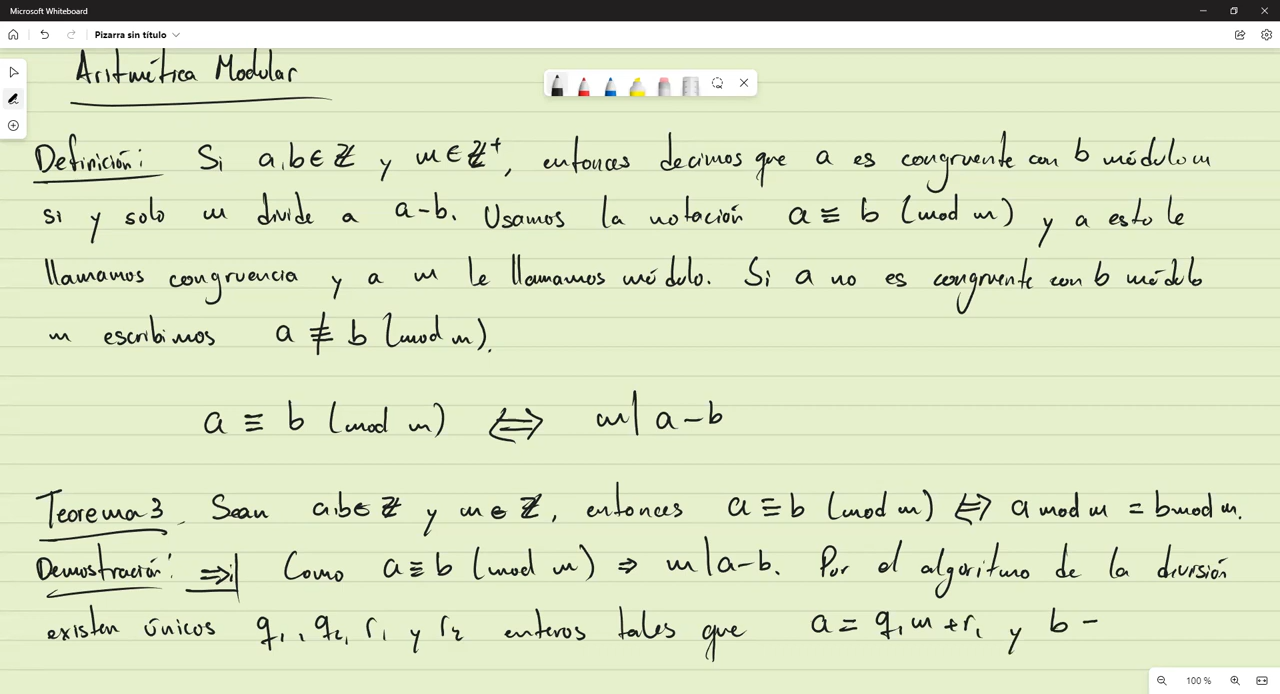 Microsoft Whiteboard
Pizarra sin título
Aritmética Modular
Definición: Si a,b∈ℤ y m∈ℤ⁺, entonces decimos que a es congruente con b módulo m
si y solo m divide a a-b. Usamos la notación a ≡ b (mod m) y a esto le
llamamos congruencia y a m le llamamos módulo. Si a no es congruente con b módulo
m escribimos a ≢ b (mod m).
a ≡ b (mod m) ⟺ m| a-b
Teorema 3. Sean a,b∈ℤ y m∈ℤ, entonces a≡b (mod m) ⟺ a mod m = b mod m.
Demostración: ⟹| Como a≡b (mod m) ⇒ m|a-b. Por el algoritmo de la división
existen únicos q₁, q₂, r₁ y r₂ enteros tales que a = q₁m + r₁ y b -
100 %